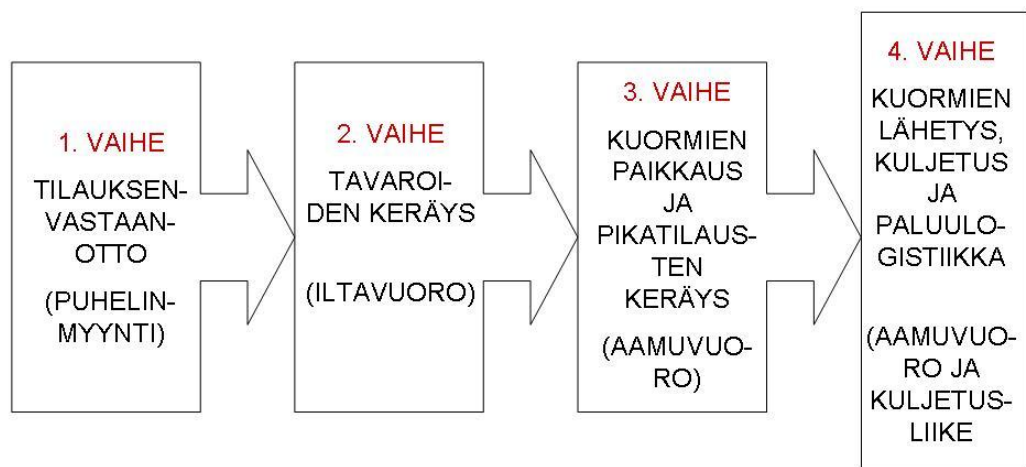 1. VAIHE
TILAUKSEN-
VASTAAN-
OTTO
(PUHELIN-
MYYNTI)
2. VAIHE
TAVAROI-
DEN KERÄYS
(ILTAVUORO)
3. VAIHE
KUORMIEN
PAIKKAUS
JA
PIKATILAUS-
TEN
KERÄYS
(AAMUVUO-
RO)
4. VAIHE
KUORMIEN
LÄHETYS,
KULJETUS
JA
PALUULO-
GISTIIKKA
(AAMUVUO-
RO JA
KULJETUS-
LIIKE